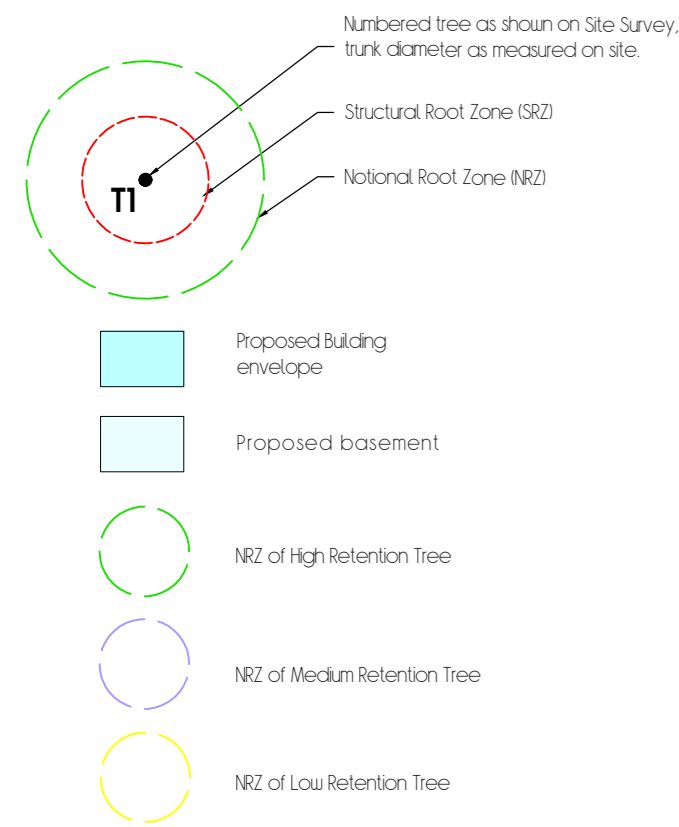 Numbered tree as shown on Site Survey,
trunk diameter as measured on site.
Structural Root Zone (SRZ)
Notional Root Zone (NRZ)
T1
Proposed Building
envelope
Proposed basement
NRZ of High Retention Tree
NRZ of Medium Retention Tree
NRZ of Low Retention Tree